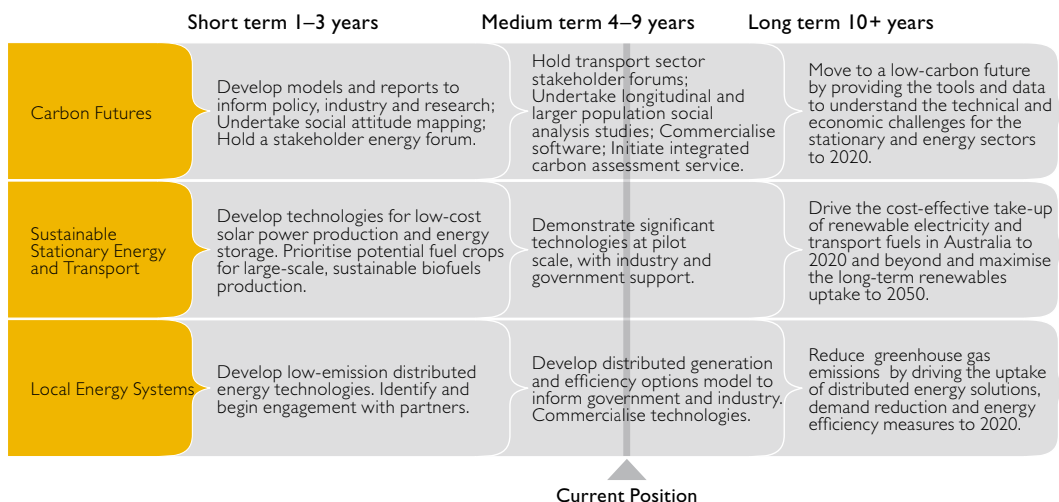 Short term 1–3 years
Medium term 4–9 years
Long term 10+ years
Carbon Futures
Develop models and reports to
inform policy, industry and research;
Undertake social attitude mapping;
Hold a stakeholder energy forum.
Hold transport sector
stakeholder forums;
Undertake longitudinal and
larger population social
analysis studies; Commercialise
software; Initiate integrated
carbon assessment service.
Move to a low-carbon future
by providing the tools and data
to understand the technical and
economic challenges for the
stationary and energy sectors
to 2020.
Sustainable
Stationary Energy
and Transport
Develop technologies for low-cost
solar power production and energy
storage. Prioritise potential fuel crops
for large-scale, sustainable biofuels
production.
Demonstrate significant
technologies at pilot
scale, with industry and
government support.
Drive the cost-effective take-up
of renewable electricity and
transport fuels in Australia to
2020 and beyond and maximise
the long-term renewables
uptake to 2050.
Local Energy Systems
Develop low-emission distributed
energy technologies. Identify and
begin engagement with partners.
Develop distributed generation
and efficiency options model to
inform government and industry.
Commercialise technologies.
Reduce greenhouse gas
emissions by driving the uptake
of distributed energy solutions,
demand reduction and energy
efficiency measures to 2020.
Current Position